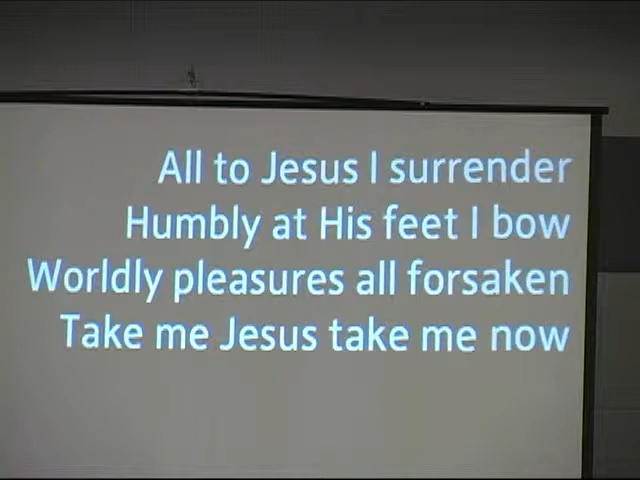 All to Jesus I surrender
Humbly at His feet I bow
Worldly pleasures all forsaken
Take me Jesus take me now